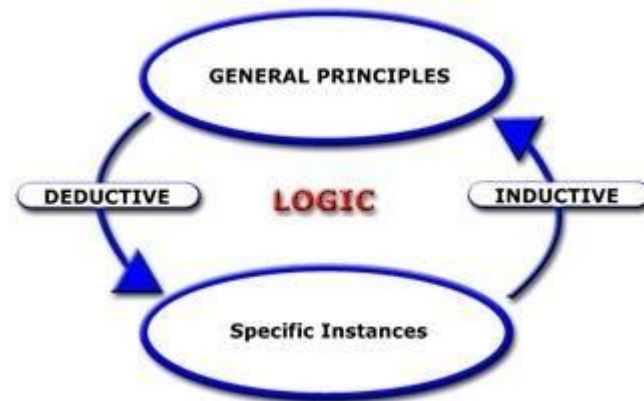 GENERAL PRINCIPLES
DEDUCTIVE
LOGIC
INDUCTIVE
Specific Instances